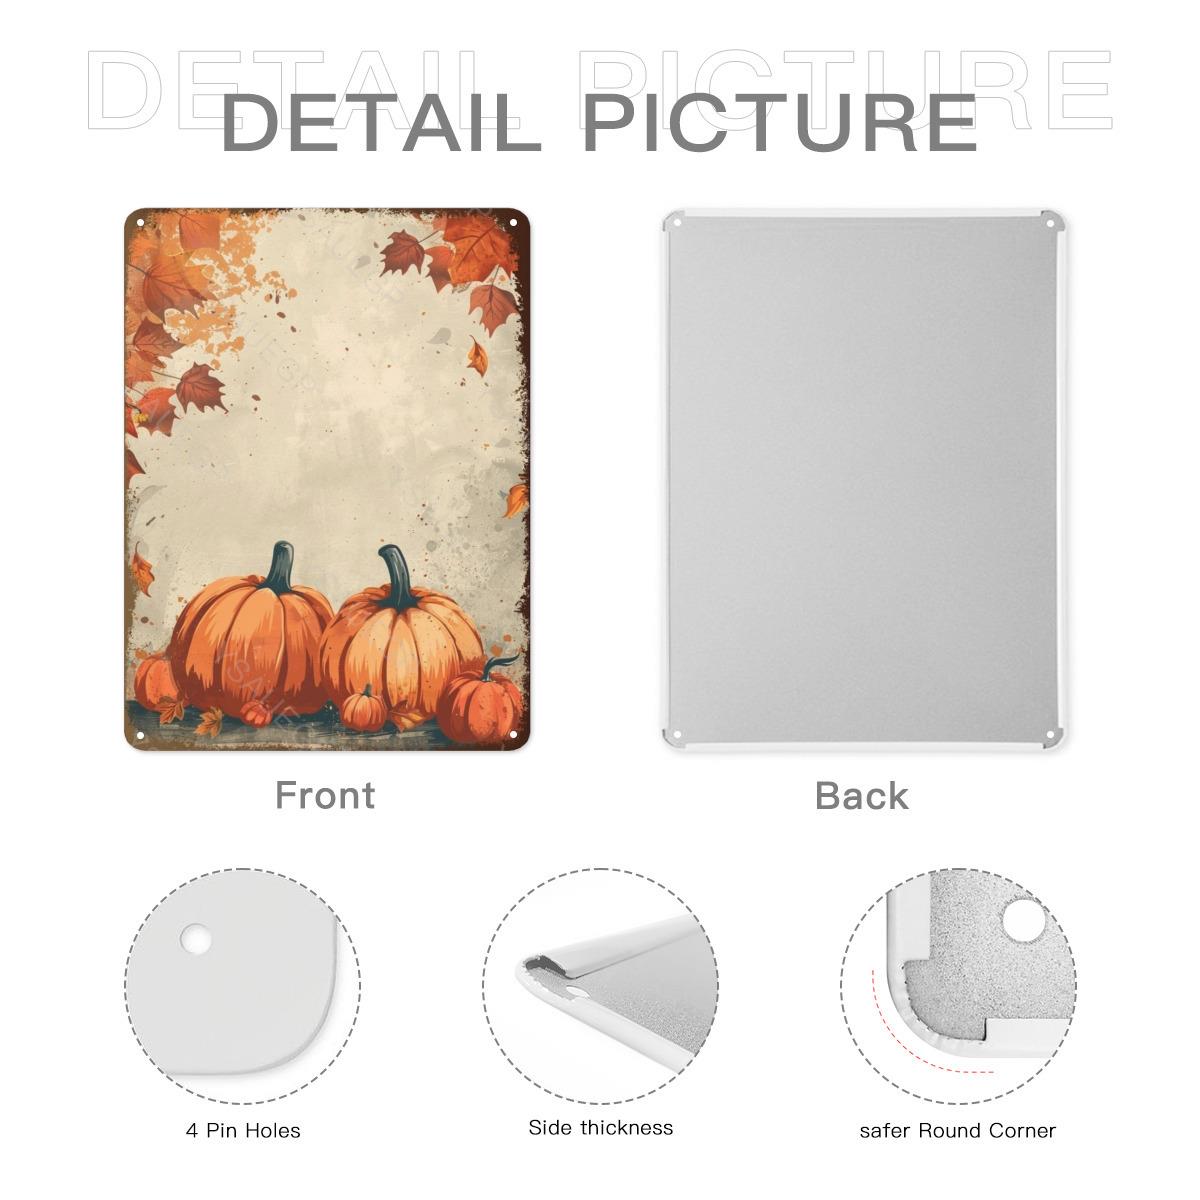 DETAIL PICTURE
DETAIL PICTURE
Front
Back
4 Pin Holes
Side thickness
safer Round Corner